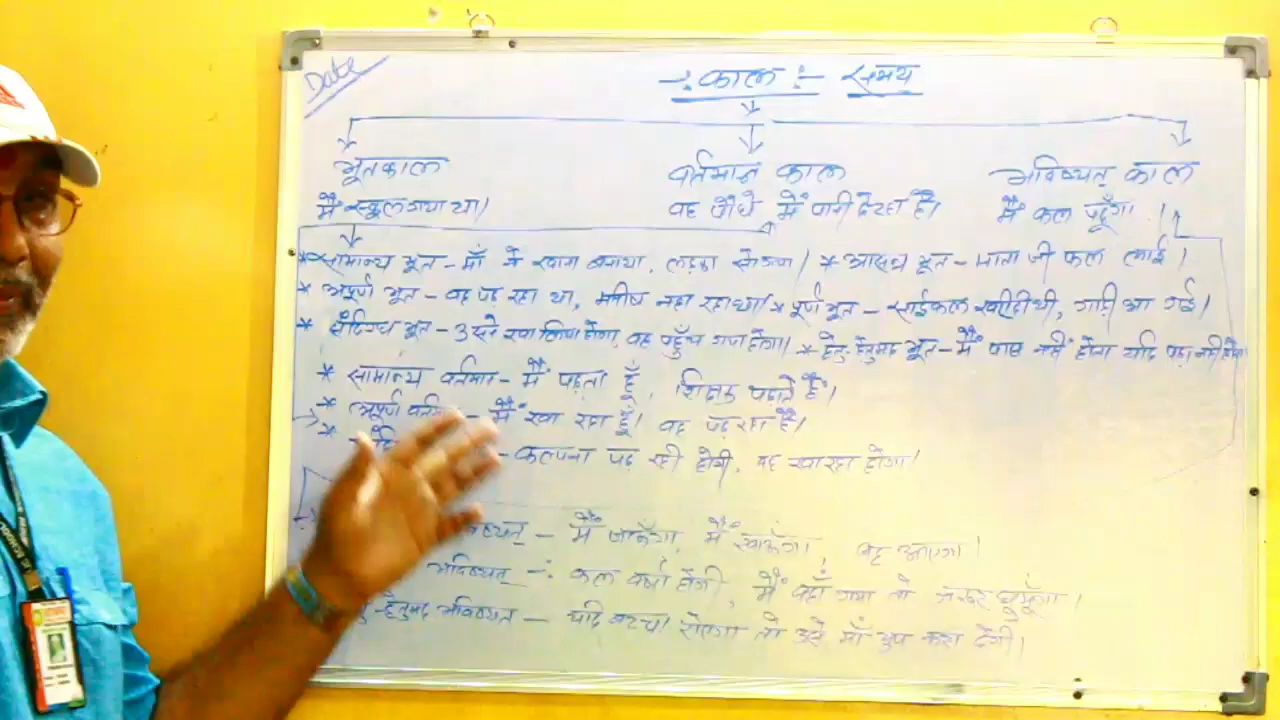 Date
-: काल :- समय
भूतकाल वर्तमान काल भविष्यत् काल
मैं स्कूल गया था। वह पौधे में पानी दे रहा है। मैं कल पढूँगा।
* सामान्य भूत - माँ ने खाना बनाया, लड़का सो गया। * आसन्न भूत - माता जी फल लाई।
* अपूर्ण भूत - वह पढ़ रहा था, मनीष नहा रहा था। * पूर्ण भूत - साईकल खरीदी थी, गाड़ी आ गई।
* संदिग्ध भूत - उसने खा लिया होगा, वह पहुँच गया होगा। * हेतु-हेतुमद् भूत - मैं पास नहीं होता यदि पढ़ा नहीं होता
* सामान्य वर्तमान - मैं पढ़ता हूँ, शिक्षक पढ़ाते हैं।
* अपूर्ण - मैं खा रहा हूँ। वह पढ़ रहा है।
* - कल्पना पढ़ रही होगी, वह खा रहा होगा।
- मैं जाऊँगा, मैं खाऊँगा, वह आएगा।
भविष्यत् -: कल वर्षा होगी, मैं वहाँ गया तो जरूर घुमूँगा।
-हेतुमद भविष्यत - यदि बच्चा रोएगा तो उसे माँ चुप करा देगी।